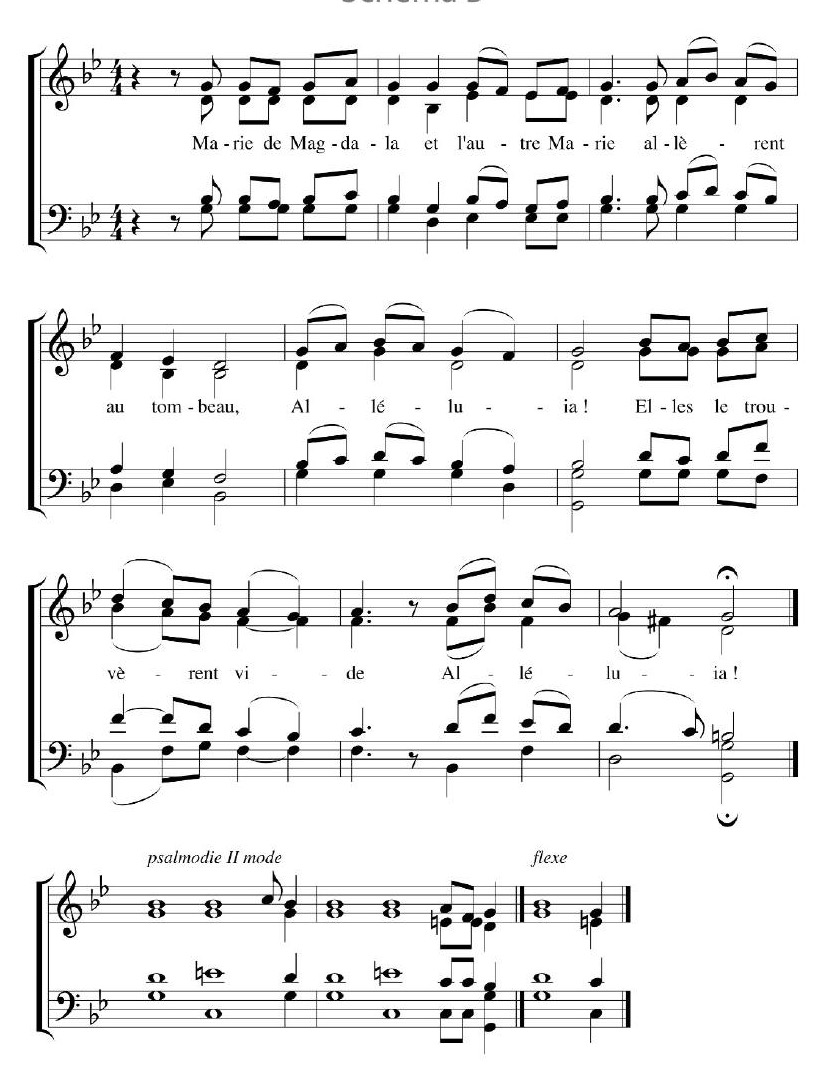 Ma - rie de Mag - da - la et l'au - tre Ma - rie al - lè - rent
au tom - beau, Al - lé - lu - - ia ! El - les le trou -
vè - rent vi - - de Al - lé - lu - - ia !
psalmodie II mode flexe